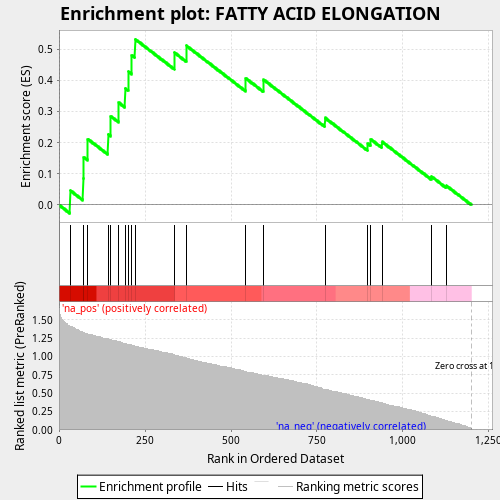 Enrichment plot: FATTY ACID ELONGATION
Enrichment score (ES)
0.5
0.4
0.3
0.2
0.1
0.0
'na_pos' (positively correlated)
Ranked list metric (PreRanked)
1.50
1.25
1.00
0.75
0.50
0.25
0.00
Zero cross at 1
'na_neg' (negatively correlated)
0
250
500
750
1,000
1,250
Rank in Ordered Dataset
Enrichment profile
Hits
Ranking metric scores